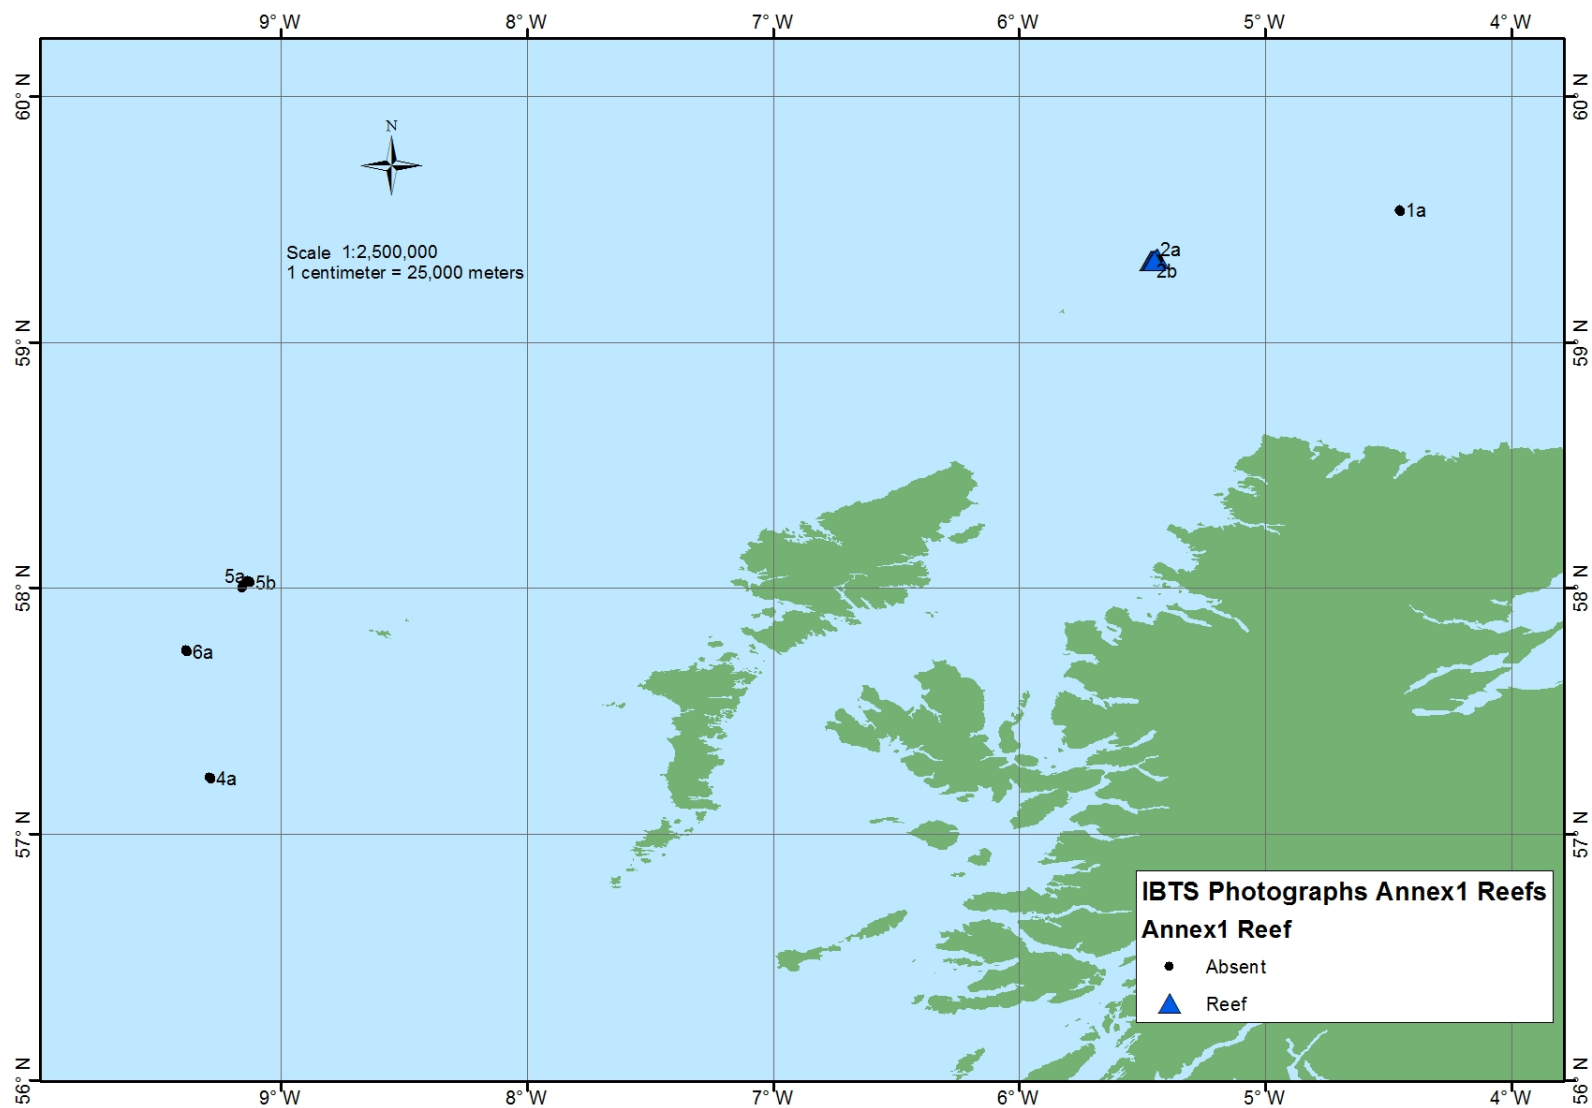 9° W 8° W 7° W 6° W 5° W 4° W
60° N 60° N
N
1a
Scale 1:2,500,000
1 centimeter = 25,000 meters
2a
2b
59° N 59° N
5a 5b
58° N 58° N
6a
4a
57° N 57° N
IBTS Photographs Annex1 Reefs
Annex1 Reef
Absent
Reef
56° N 56° N
9° W 8° W 7° W 6° W 5° W 4° W